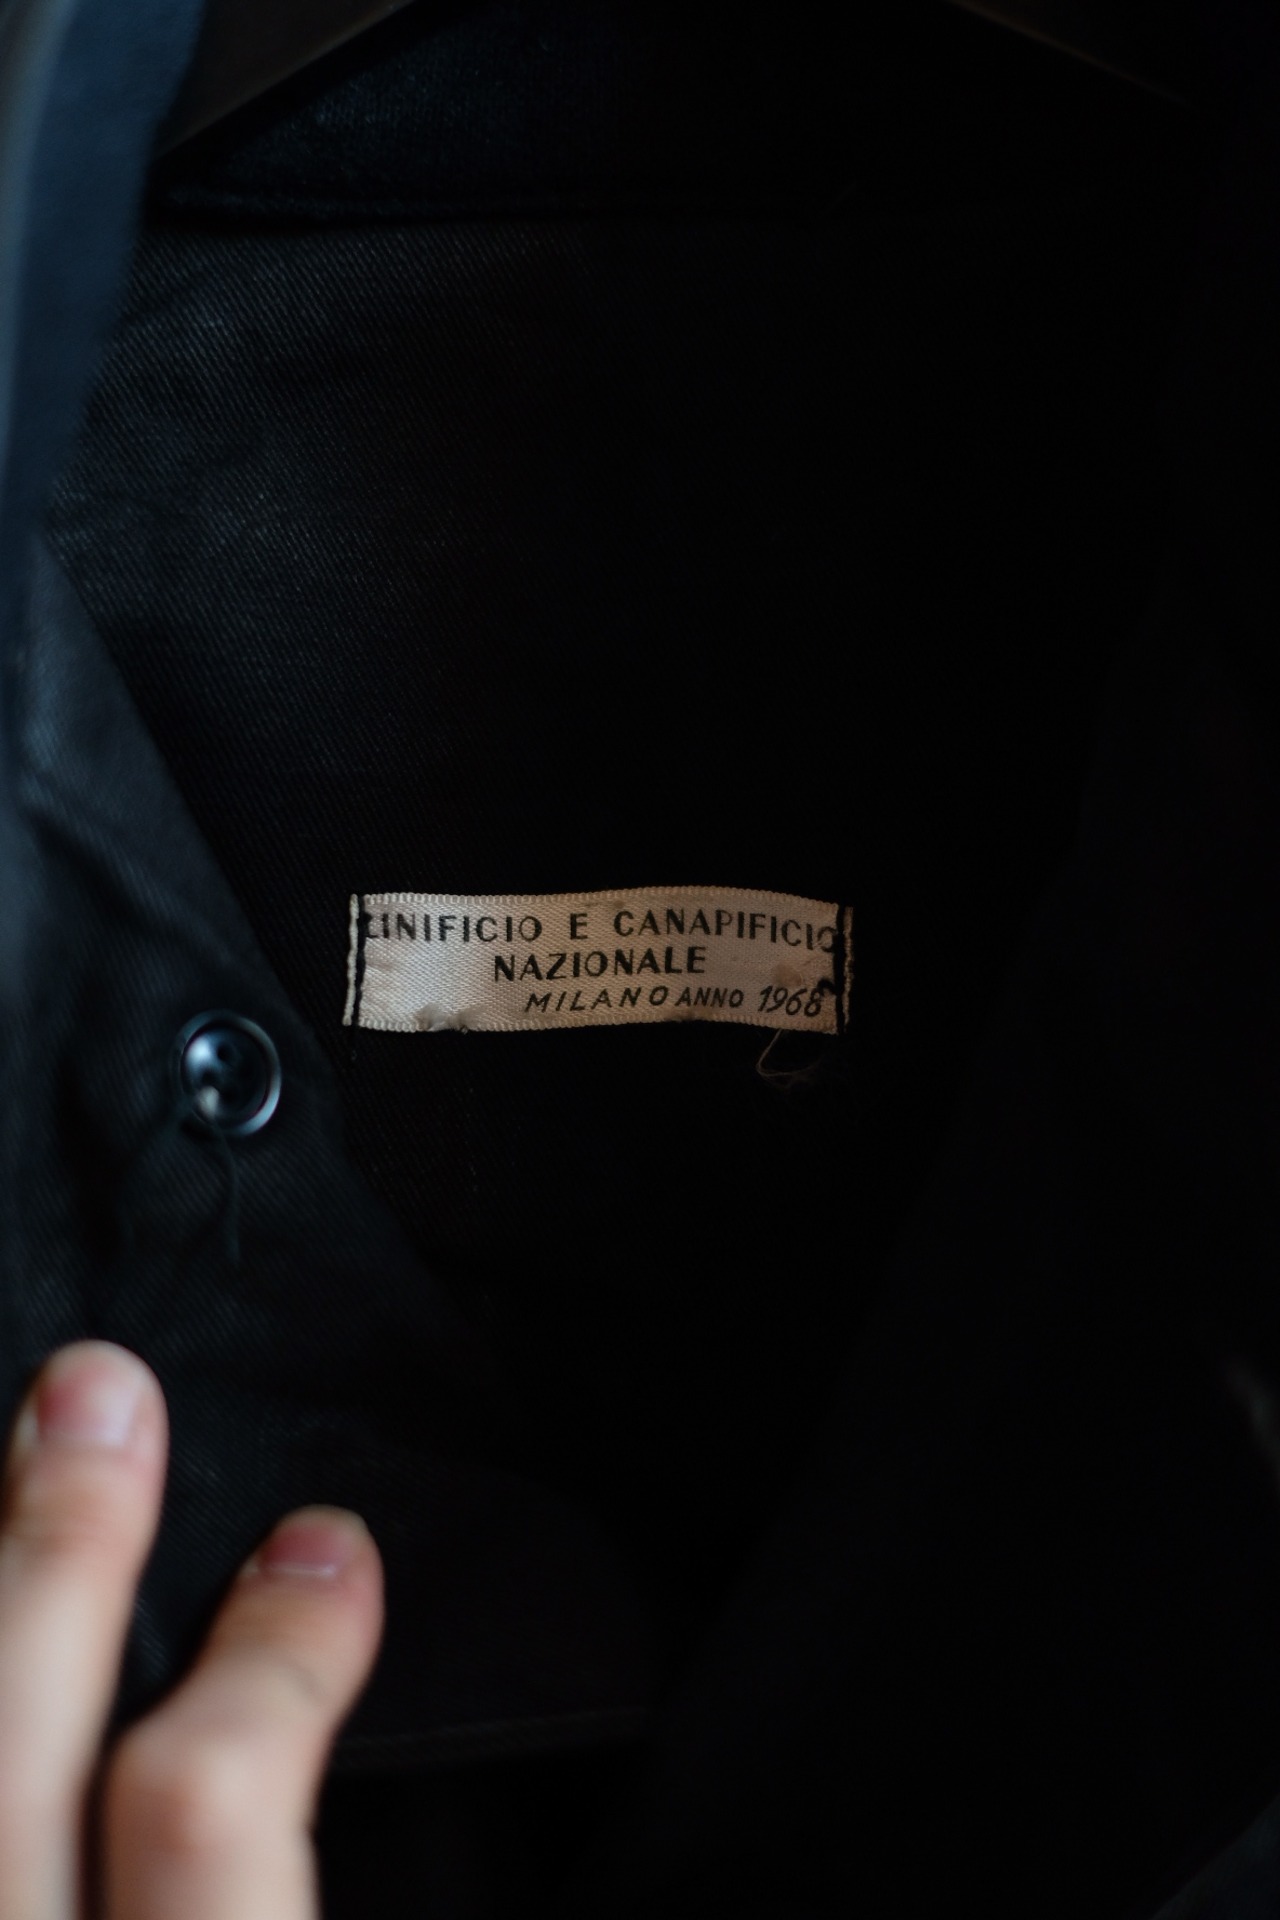 LINIFICIO E CANAPIFICIO
NAZIONALE
MILANO ANNO 1968